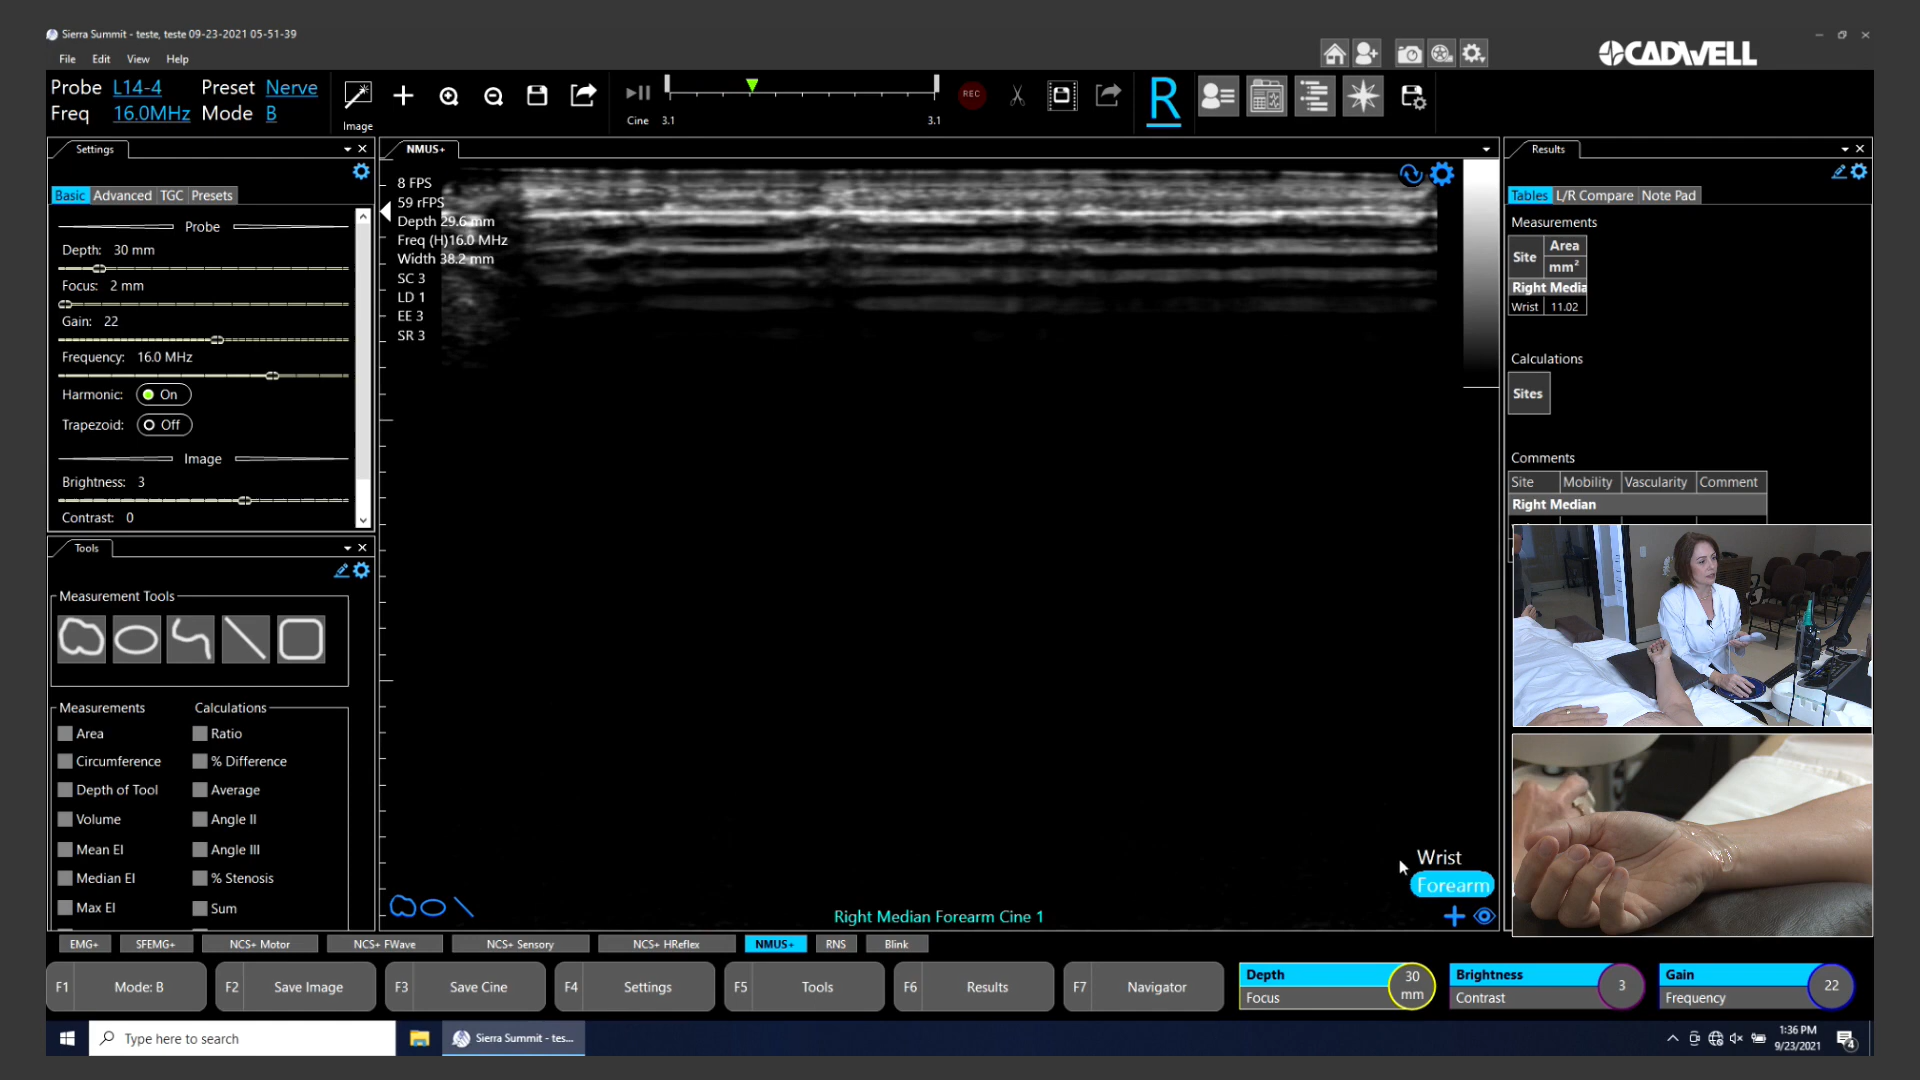 Sierra Summit - teste, teste 09-23-2021 05-51-39
File Edit View Help
CADWELL
Probe L14-4 Preset Nerve
Freq 16.0MHz Mode B
Image
Cine 3.1 3.1
REC
R
Settings
Basic Advanced TGC Presets
Probe
Depth: 30 mm
Focus: 2 mm
Gain: 22
Frequency: 16.0 MHz
Harmonic: On
Trapezoid: Off
Image
Brightness: 3
Contrast: 0
Tools
Measurement Tools
Measurements Calculations
Area Ratio
Circumference % Difference
Depth of Tool Average
Volume Angle II
Mean EI Angle III
Median EI % Stenosis
Max EI Sum
NMUS+
8 FPS
59 rFPS
Depth 29.6 mm
Freq (H)16.0 MHz
Width 38.2 mm
SC 3
LD 1
EE 3
SR 3
Wrist
Forearm
Right Median Forearm Cine 1
Results
Tables L/R Compare Note Pad
Measurements
Site Area
mm²
Right Media
Wrist 11.02
Calculations
Sites
Comments
Site Mobility Vascularity Comment
Right Median
EMG+ SFEMG+ NCS+ Motor NCS+ FWave NCS+ Sensory NCS+ HReflex NMUS+ RNS Blink
F1 Mode: B F2 Save Image F3 Save Cine F4 Settings F5 Tools F6 Results F7 Navigator
Depth 30 mm
Focus
Brightness 3
Contrast
Gain 22
Frequency
Type here to search
Sierra Summit - tes...
1:36 PM
9/23/2021
4